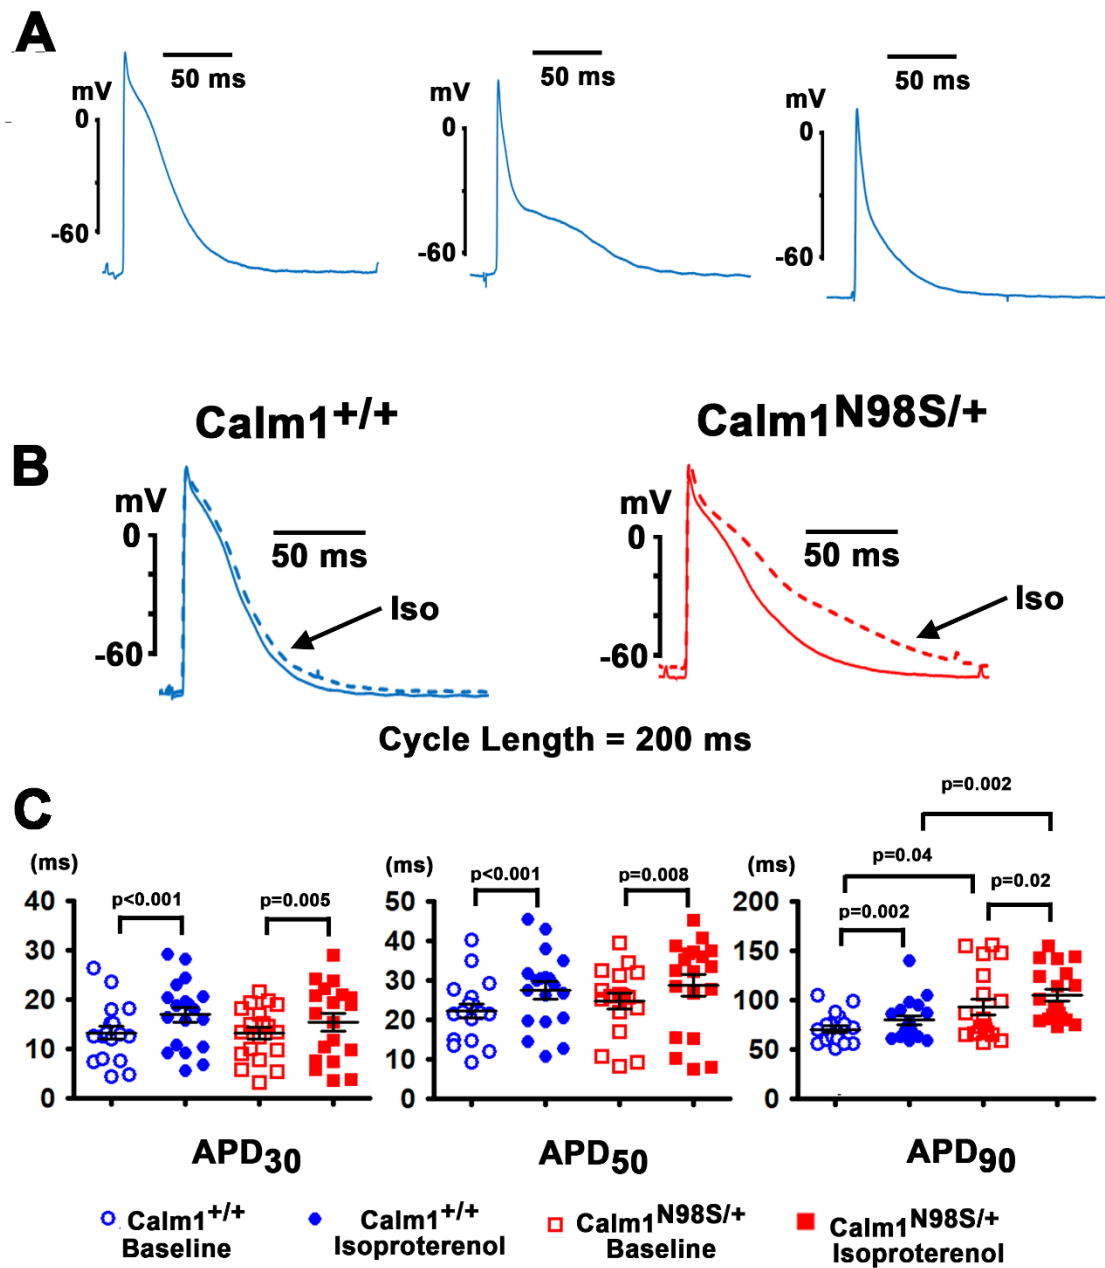 A
50 ms
50 ms
50 ms
mV
mV
mV
0
0
0
-60
-60
-60
Calm1+/+
Calm1N98S/+
B
mV
mV
0
0
50 ms
50 ms
Iso
Iso
-60
-60
Cycle Length = 200 ms
C
p=0.002
(ms)
(ms)
(ms)
p=0.04
p<0.001
p=0.005
p<0.001
p=0.008
p=0.02
p=0.002
40
30
20
10
0
50
40
30
20
10
0
200
150
100
50
0
APD30
APD50
APD90
Calm1+/+
Baseline
Calm1+/+
Isoproterenol
Calm1N98S/+
Baseline
Calm1N98S/+
Isoproterenol